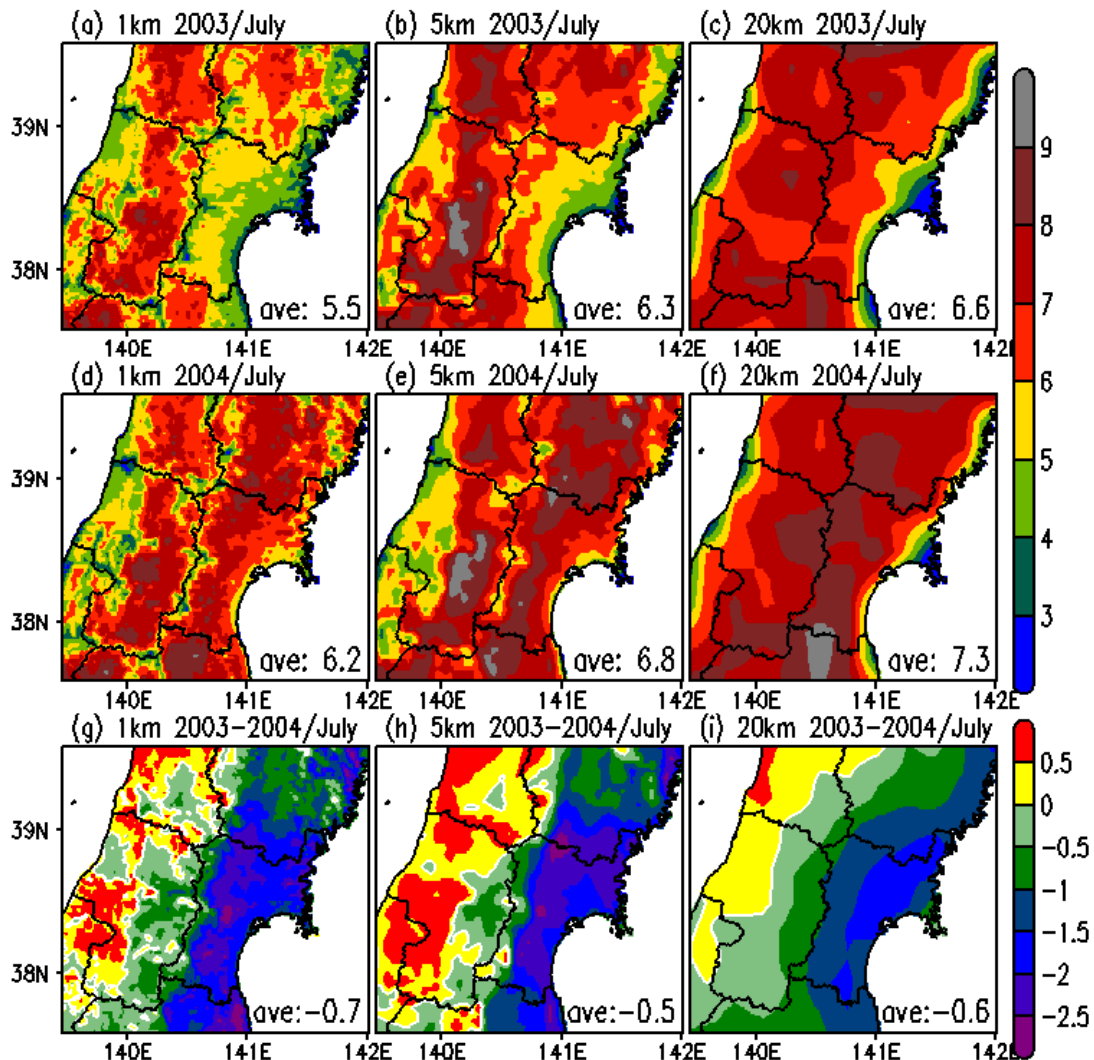 (a) 1km 2003/July (b) 5km 2003/July (c) 20km 2003/July
39N
38N
ave: 5.5 ave: 6.3 ave: 6.6
140E 141E 142E 140E 141E 142E 140E 141E 142E
9
8
7
6
5
4
3
(d) 1km 2004/July (e) 5km 2004/July (f) 20km 2004/July
39N
38N
ave: 6.2 ave: 6.8 ave: 7.3
140E 141E 142E 140E 141E 142E 140E 141E 142E
(g) 1km 2003-2004/July (h) 5km 2003-2004/July (i) 20km 2003-2004/July
39N
38N
ave:-0.7 ave:-0.5 ave:-0.6
140E 141E 142E 140E 141E 142E 140E 141E 142E
0.5
0
-0.5
-1
-1.5
-2
-2.5